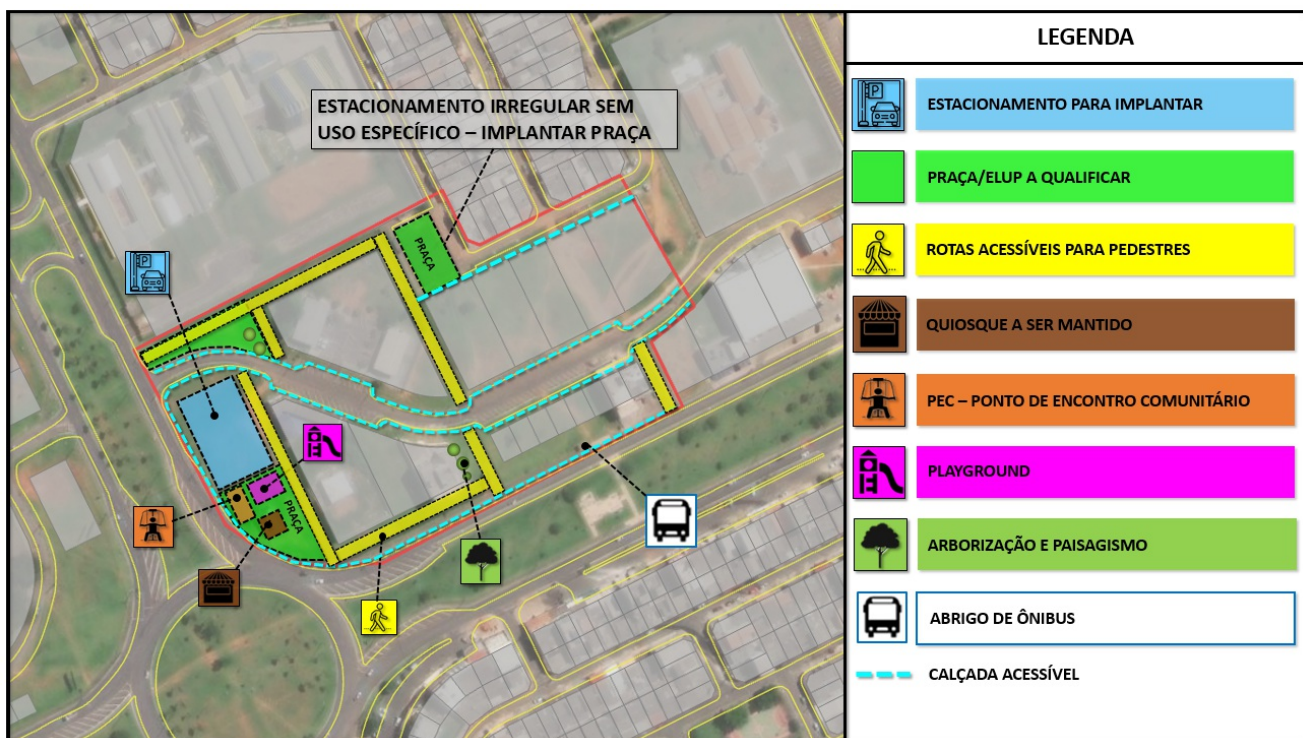 ESTACIONAMENTO IRREGULAR SEM
USO ESPECÍFICO – IMPLANTAR PRAÇA
PRAÇA
P
PRAÇA
LEGENDA
P
ESTACIONAMENTO PARA IMPLANTAR
PRAÇA/ELUP A QUALIFICAR
ROTAS ACESSÍVEIS PARA PEDESTRES
QUIOSQUE A SER MANTIDO
PEC – PONTO DE ENCONTRO COMUNITÁRIO
PLAYGROUND
ARBORIZAÇÃO E PAISAGISMO
ABRIGO DE ÔNIBUS
CALÇADA ACESSÍVEL